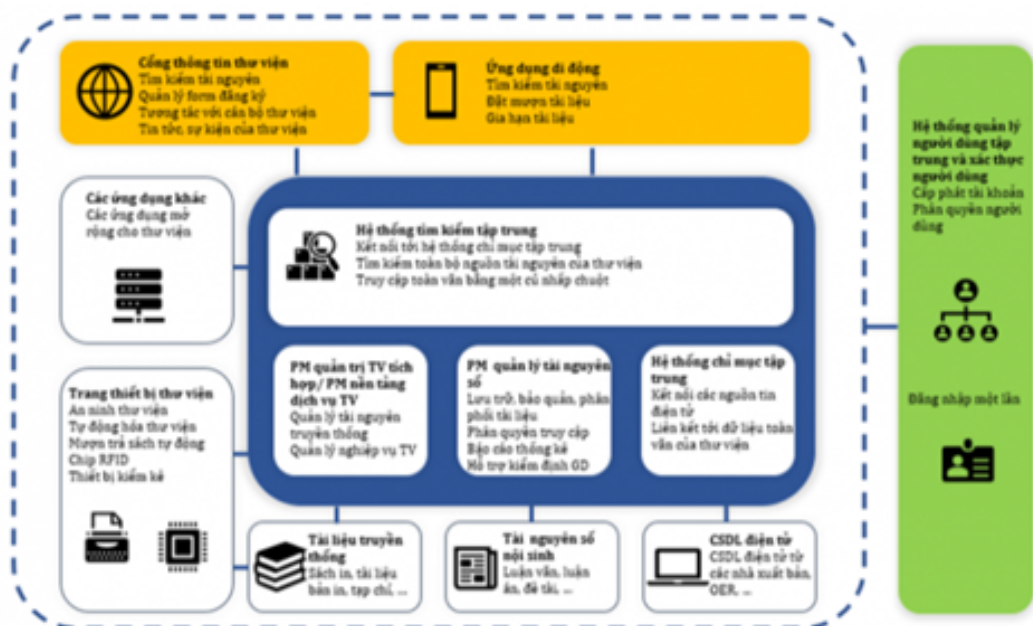 Cổng thông tin thư viện
Tìm kiếm tài nguyên
Quản lý form đăng ký
Tương tác với cán bộ thư viện
Tin tức, sự kiện của thư viện
Ứng dụng di động
Tìm kiếm tài nguyên
Đặt mượn tài liệu
Gia hạn tài liệu
Các ứng dụng khác
Các ứng dụng mở
rộng cho thư viện
Hệ thống tìm kiếm tập trung
Kết nối tới hệ thống chỉ mục tập trung
Tìm kiếm toàn bộ nguồn tài nguyên của thư viện
Truy cập toàn văn bằng một cú nhấp chuột
Trang thiết bị thư viện
An ninh thư viện
Tự động hóa thư viện
Mượn trả sách tự động
Chip RFID
Thiết bị kiểm kê
PM quản trị TV tích
hợp/ PM nền tảng
dịch vụ TV
Quản lý tài nguyên
truyền thống
Quản lý nghiệp vụ TV
PM quản lý tài nguyên
số
Lưu trữ, bảo quản, phân
phối tài liệu
Phân quyền truy cập
Báo cáo thống kê
Hỗ trợ kiểm định GD
Hệ thống chỉ mục tập
trung
Kết nối các nguồn tin
điện tử
Liên kết tới dữ liệu toàn
văn của thư viện
Tài liệu truyền
thống
Sách in, tài liệu
bản in, tạp chí, ...
Tài nguyên số
nội sinh
Luận văn, luận
án, đề tài, ...
CSDL điện tử
CSDL điện tử từ
các nhà xuất bản,
OER, ...
Hệ thống quản lý
người dùng tập
trung và xác thực
người dùng
Cấp phát tài khoản
Phân quyền người
dùng
Đăng nhập một lần